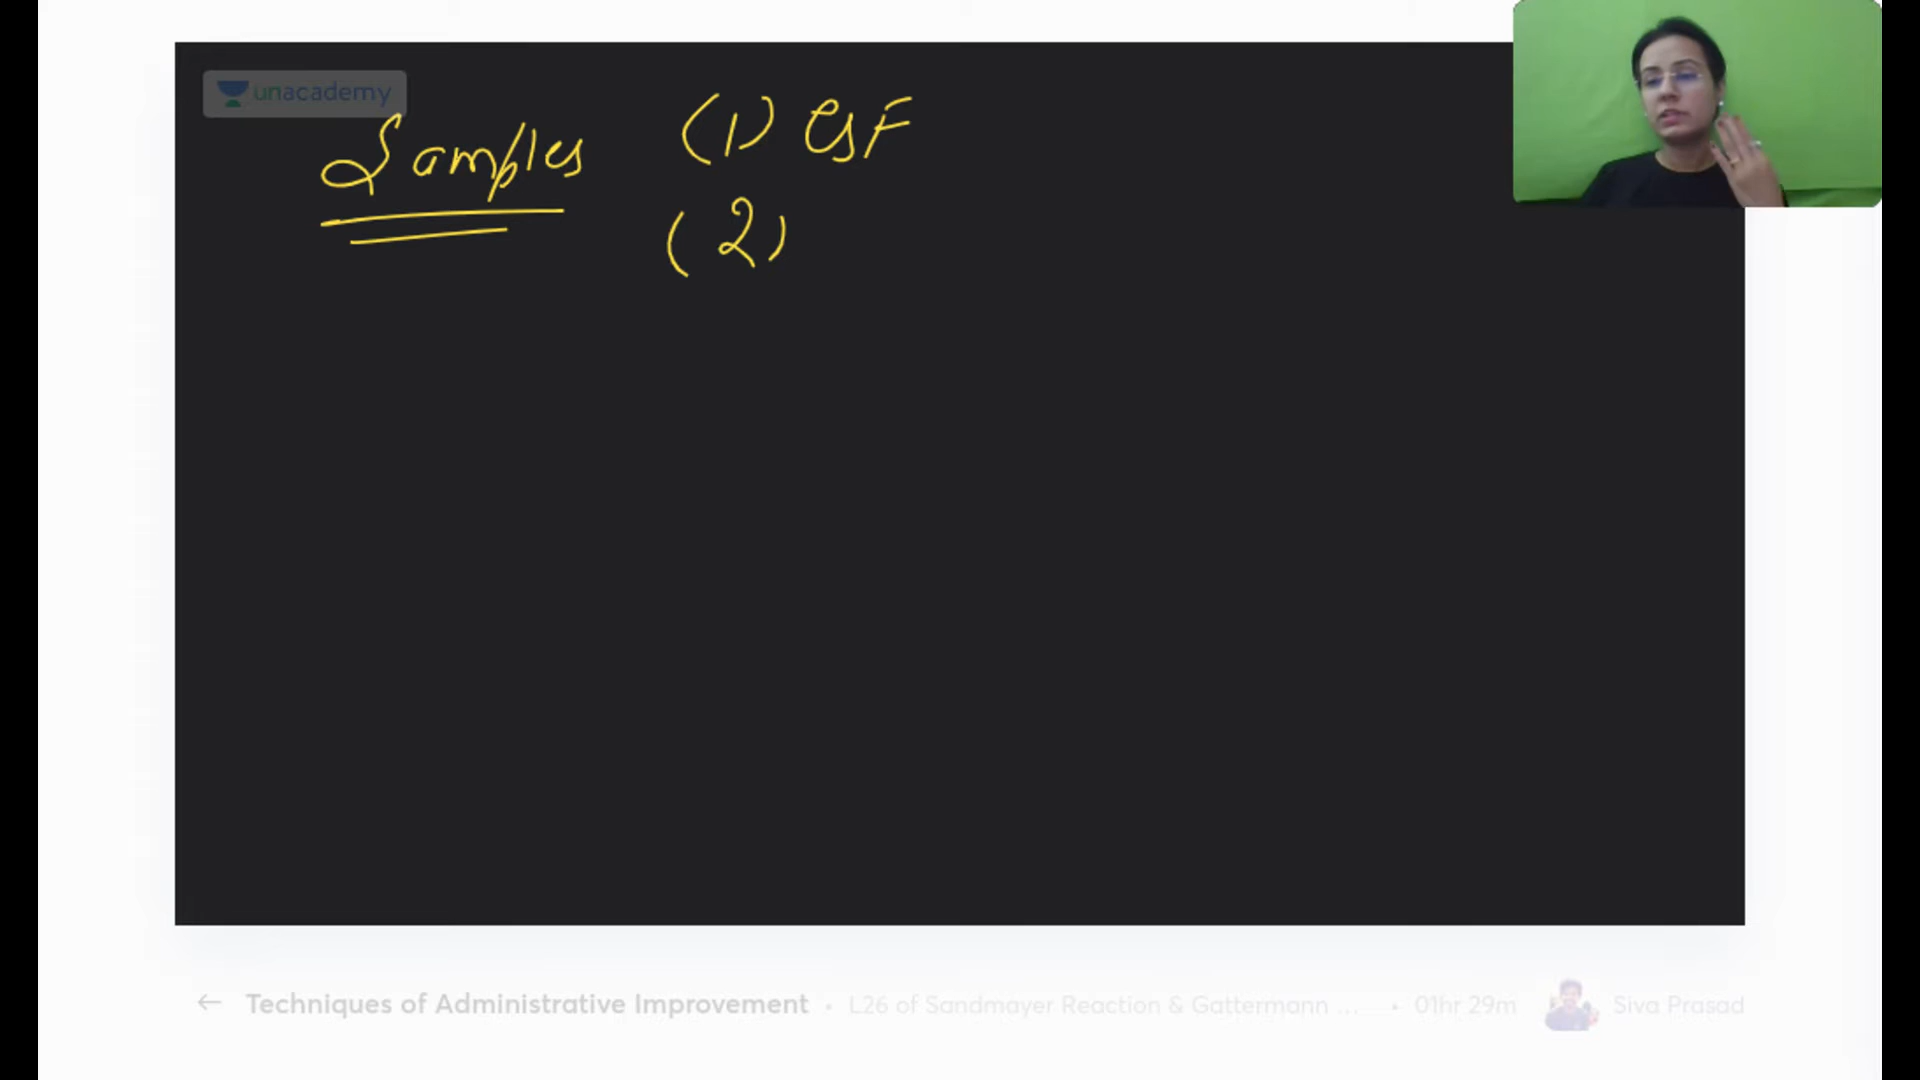 unacademy
Samples (1) CSF
(2)
← Techniques of Administrative Improvement • L26 of Sandmayer Reaction & Gattermann ... • 01hr 29m Siva Prasad